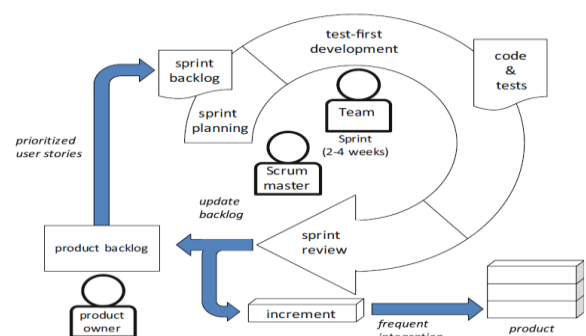 test-first
development
sprint
backlog
code
&
tests
sprint
planning
Team
Sprint
(2-4 weeks)
prioritized
user stories
Scrum
master
update
backlog
sprint
review
product backlog
product
owner
increment
frequent
integration
product